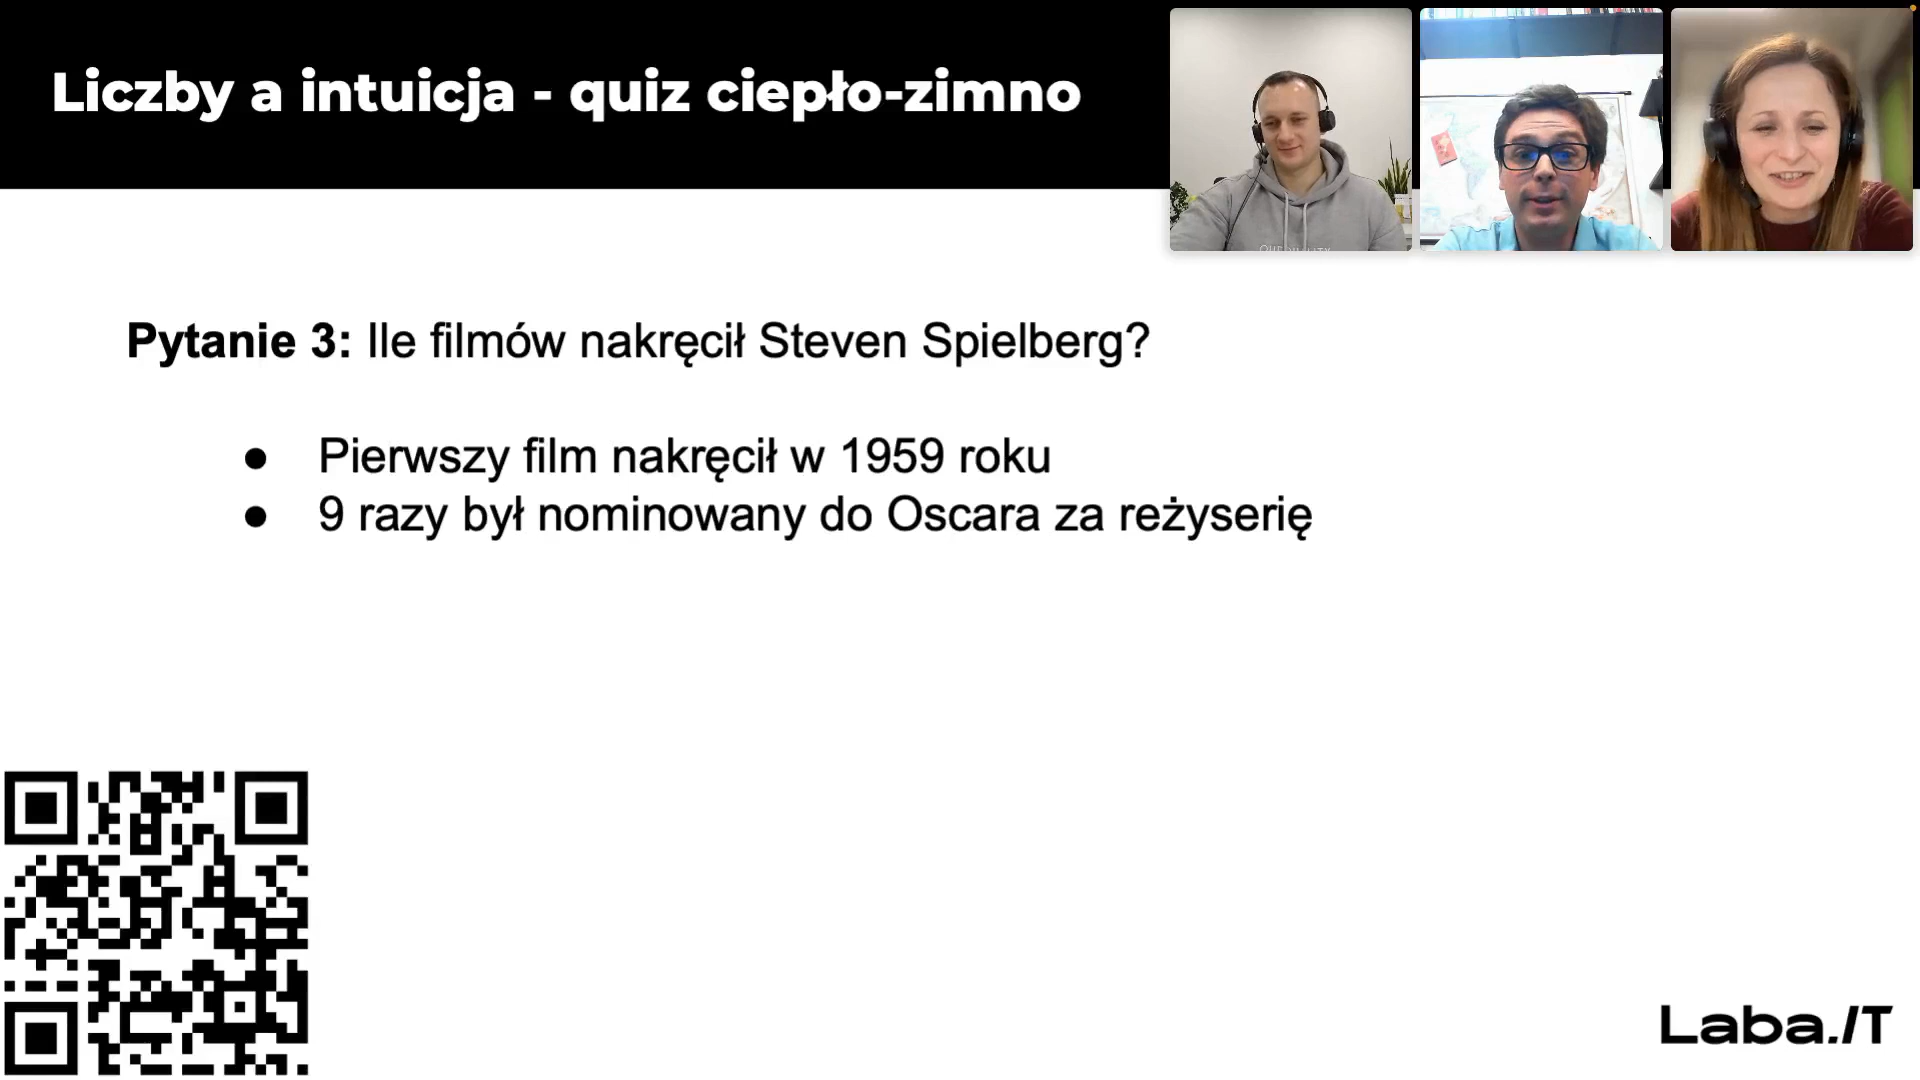 Liczby a intuicja - quiz ciepło-zimno
Pytanie 3: Ile filmów nakręcił Steven Spielberg?
● Pierwszy film nakręcił w 1959 roku
● 9 razy był nominowany do Oscara za reżyserię
Laba.IT